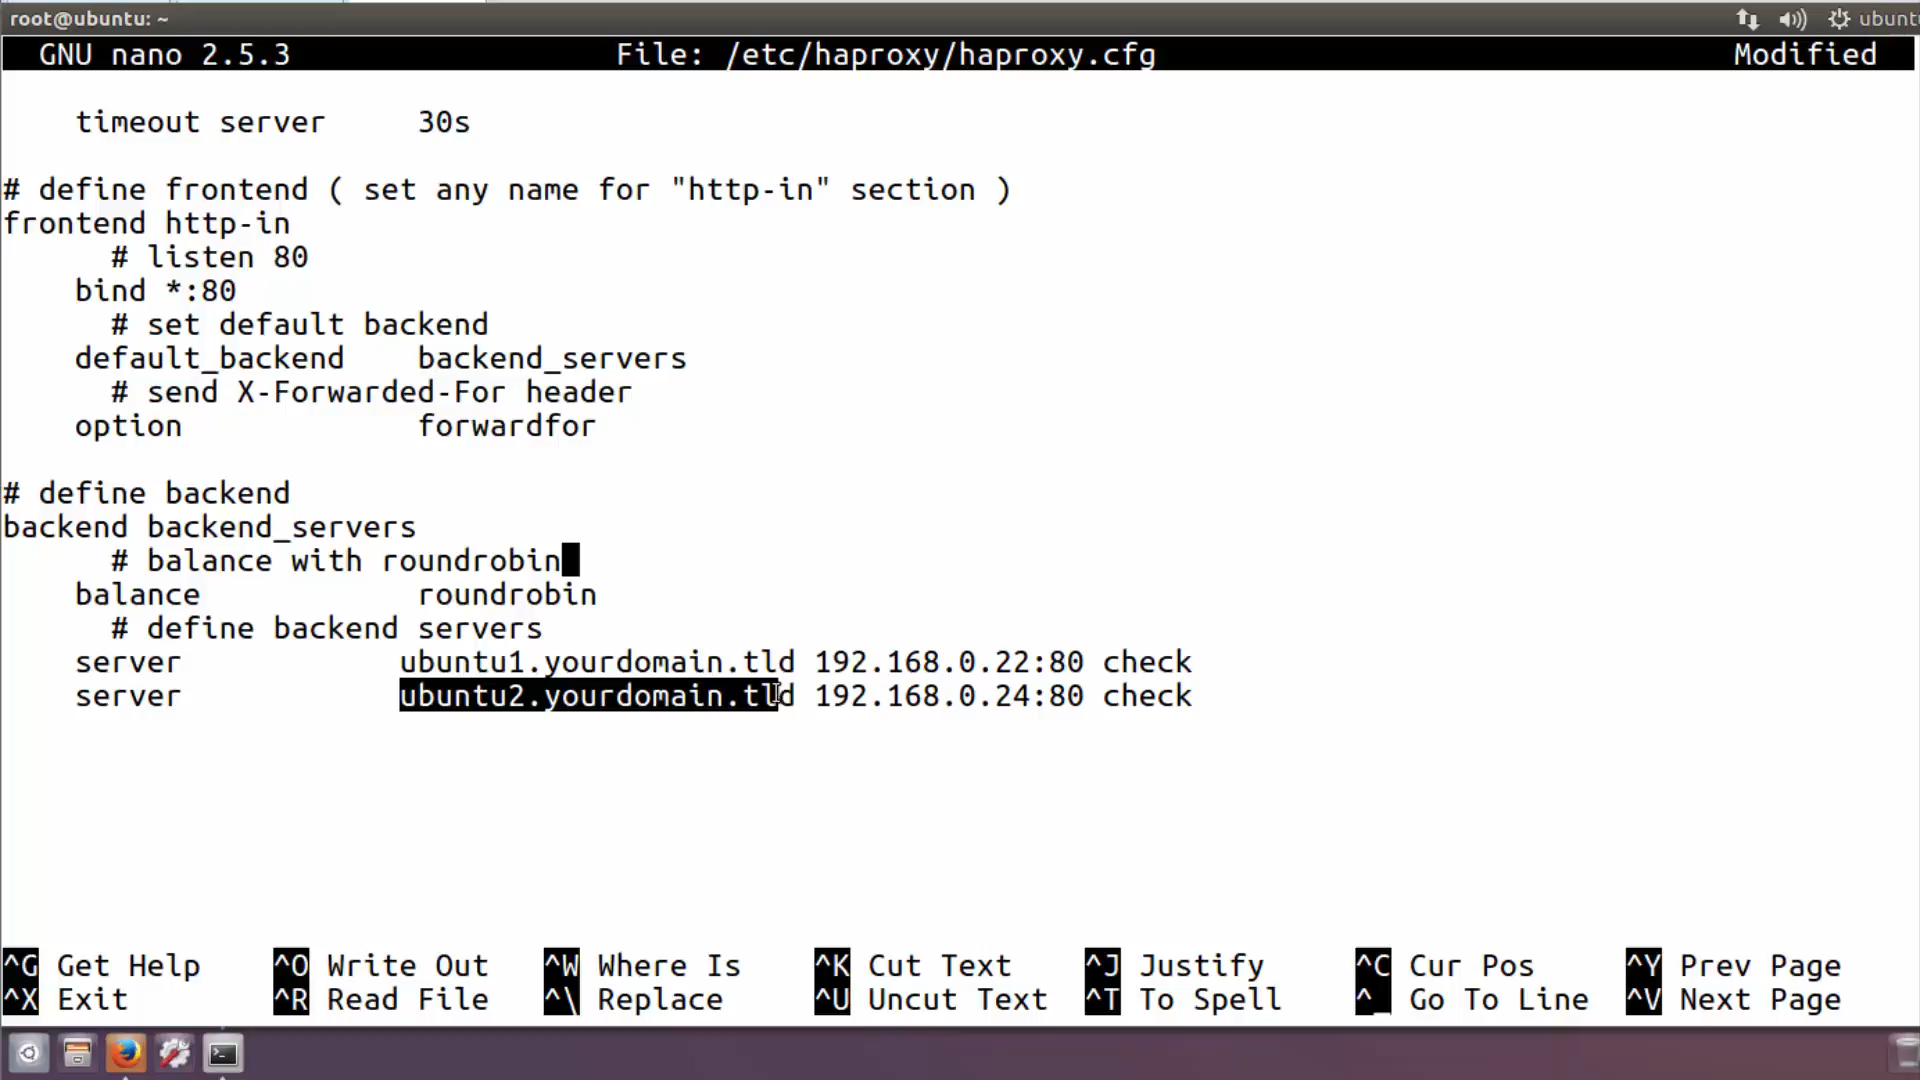 root@ubuntu: ~
ubuntu
GNU nano 2.5.3 File: /etc/haproxy/haproxy.cfg Modified
timeout server 30s
# define frontend ( set any name for "http-in" section )
frontend http-in
# listen 80
bind *:80
# set default backend
default_backend backend_servers
# send X-Forwarded-For header
option forwardfor
# define backend
backend backend_servers
# balance with roundrobin
balance roundrobin
# define backend servers
server ubuntu1.yourdomain.tld 192.168.0.22:80 check
server ubuntu2.yourdomain.tld 192.168.0.24:80 check
^G Get Help ^O Write Out ^W Where Is ^K Cut Text ^J Justify ^C Cur Pos ^Y Prev Page
^X Exit ^R Read File ^\ Replace ^U Uncut Text ^T To Spell ^_ Go To Line ^V Next Page